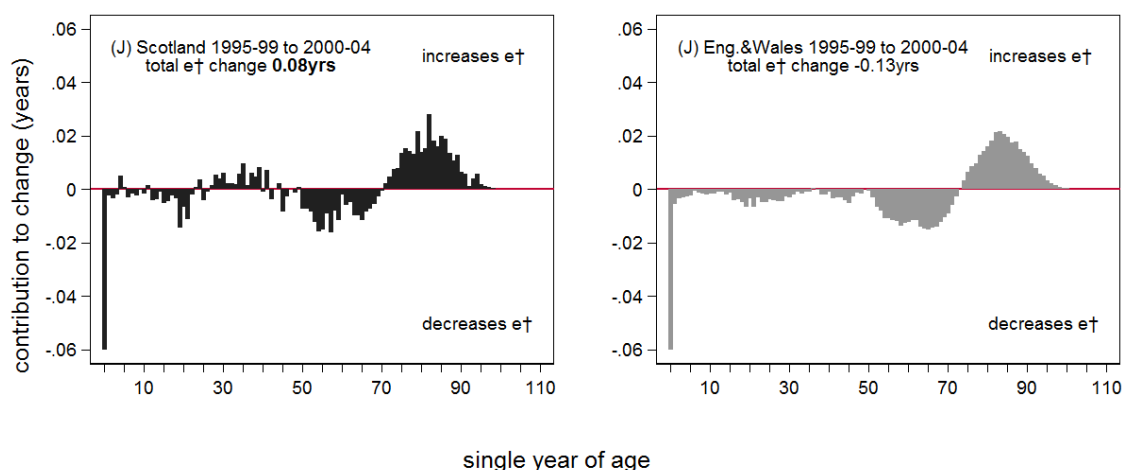 contribution to change (years)
.06
.04
.02
0
-.02
-.04
-.06
(J) Scotland 1995-99 to 2000-04
total e† change 0.08yrs
increases e†
decreases e†
10 30 50 70 90 110
.06
.04
.02
0
-.02
-.04
-.06
(J) Eng.&Wales 1995-99 to 2000-04
total e† change -0.13yrs
increases e†
decreases e†
10 30 50 70 90 110
single year of age